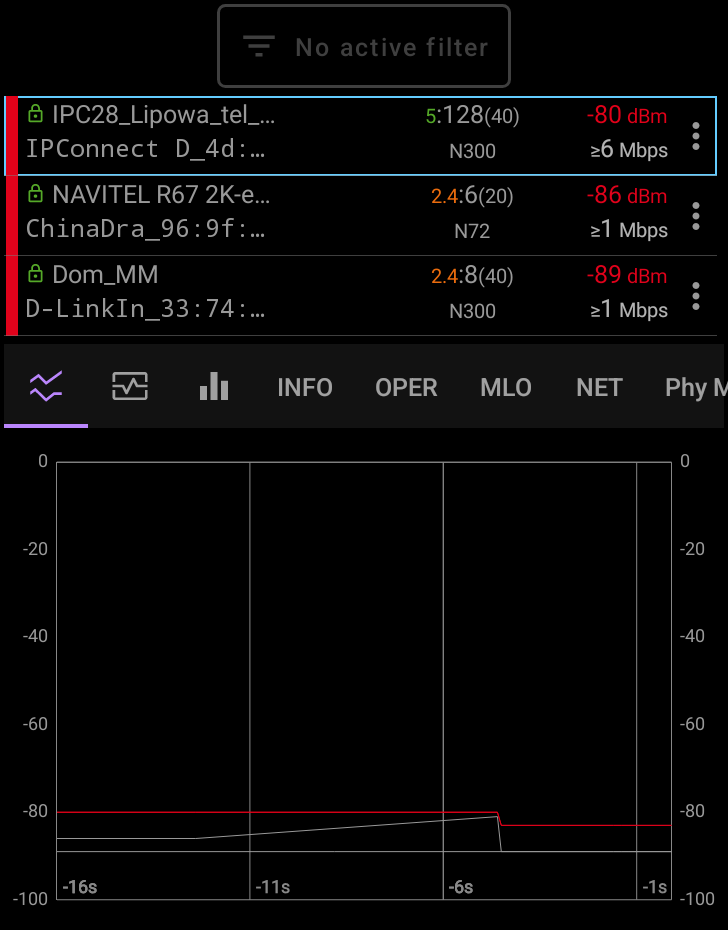 No active filter
IPC28_Lipowa_tel_... 5:128(40) -80 dBm
IPConnect D_4d:... N300 ≥6 Mbps
NAVITEL R67 2K-e... 2.4:6(20) -86 dBm
ChinaDra_96:9f:... N72 ≥1 Mbps
Dom_MM 2.4:8(40) -89 dBm
D-LinkIn_33:74:... N300 ≥1 Mbps
INFO OPER MLO NET Phy M
0 0
-20 -20
-40 -40
-60 -60
-80 -80
-16s -11s -6s -1s
-100 -100